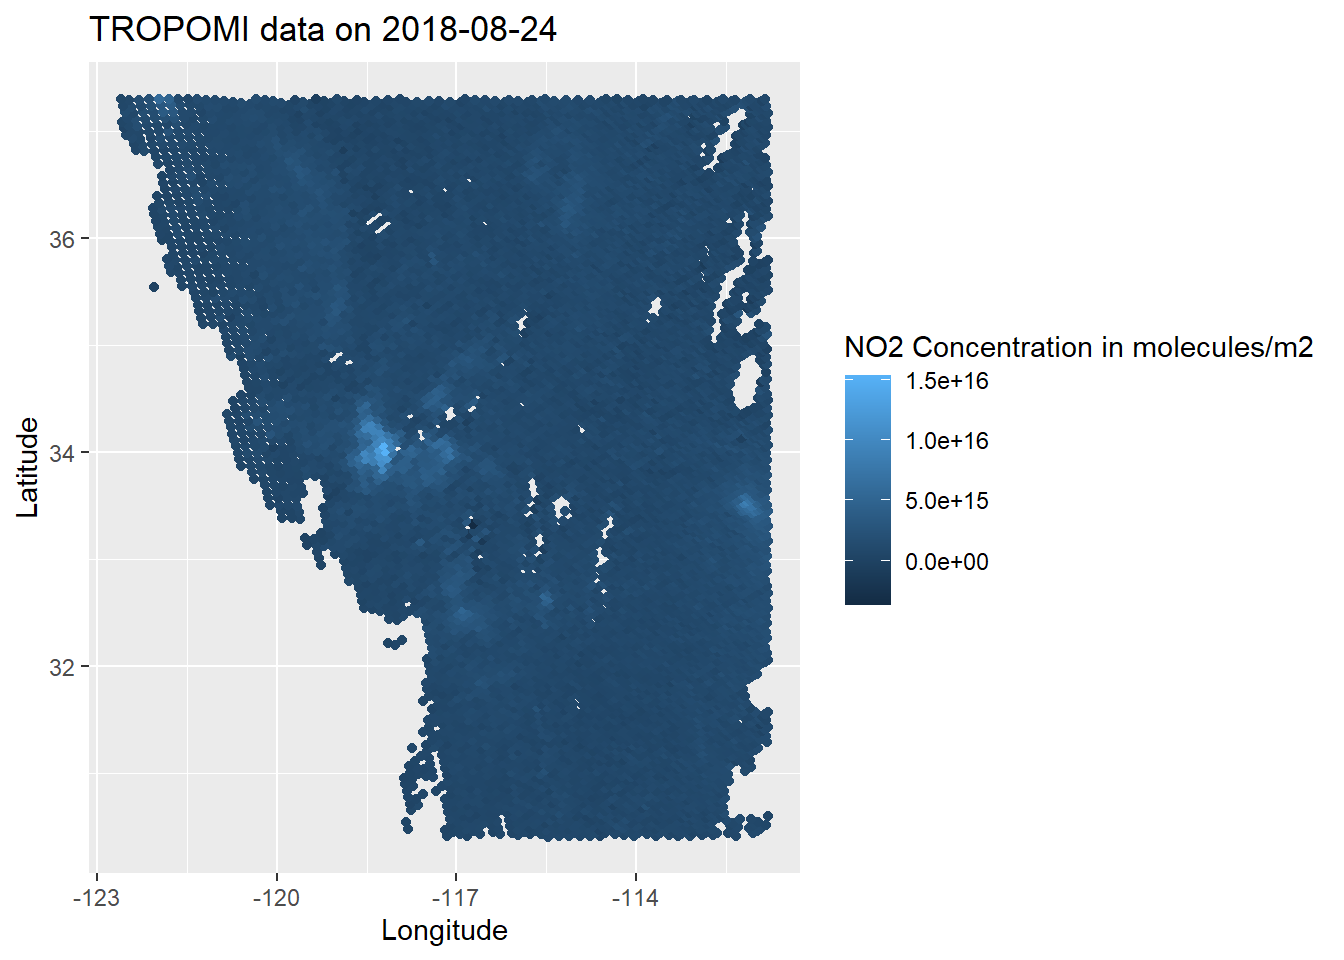 TROPOMI data on 2018-08-24
36
34
32
Latitude
-123
-120
-117
-114
Longitude
NO2 Concentration in molecules/m2
1.5e+16
1.0e+16
5.0e+15
0.0e+00